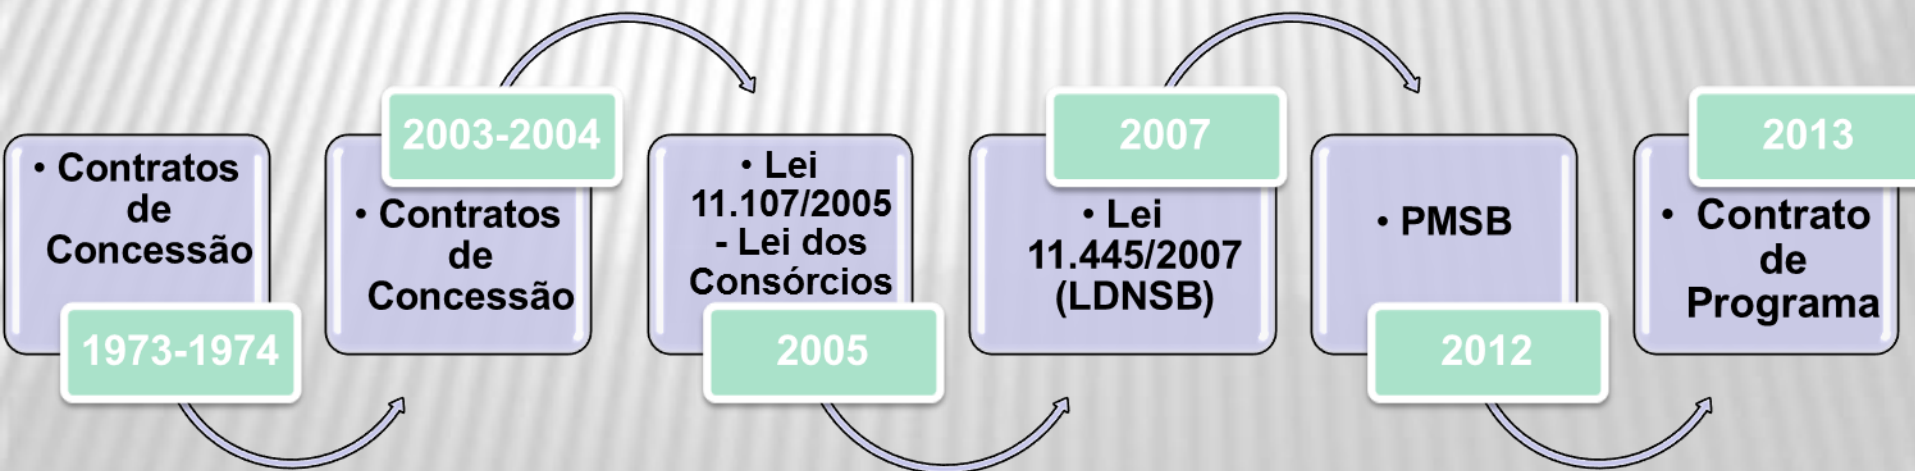 • Contratos
de
Concessão
1973-1974
2003-2004
• Contratos
de
Concessão
• Lei
11.107/2005
- Lei dos
Consórcios
2005
2007
• Lei
11.445/2007
(LDNSB)
• PMSB
2012
2013
• Contrato
de
Programa